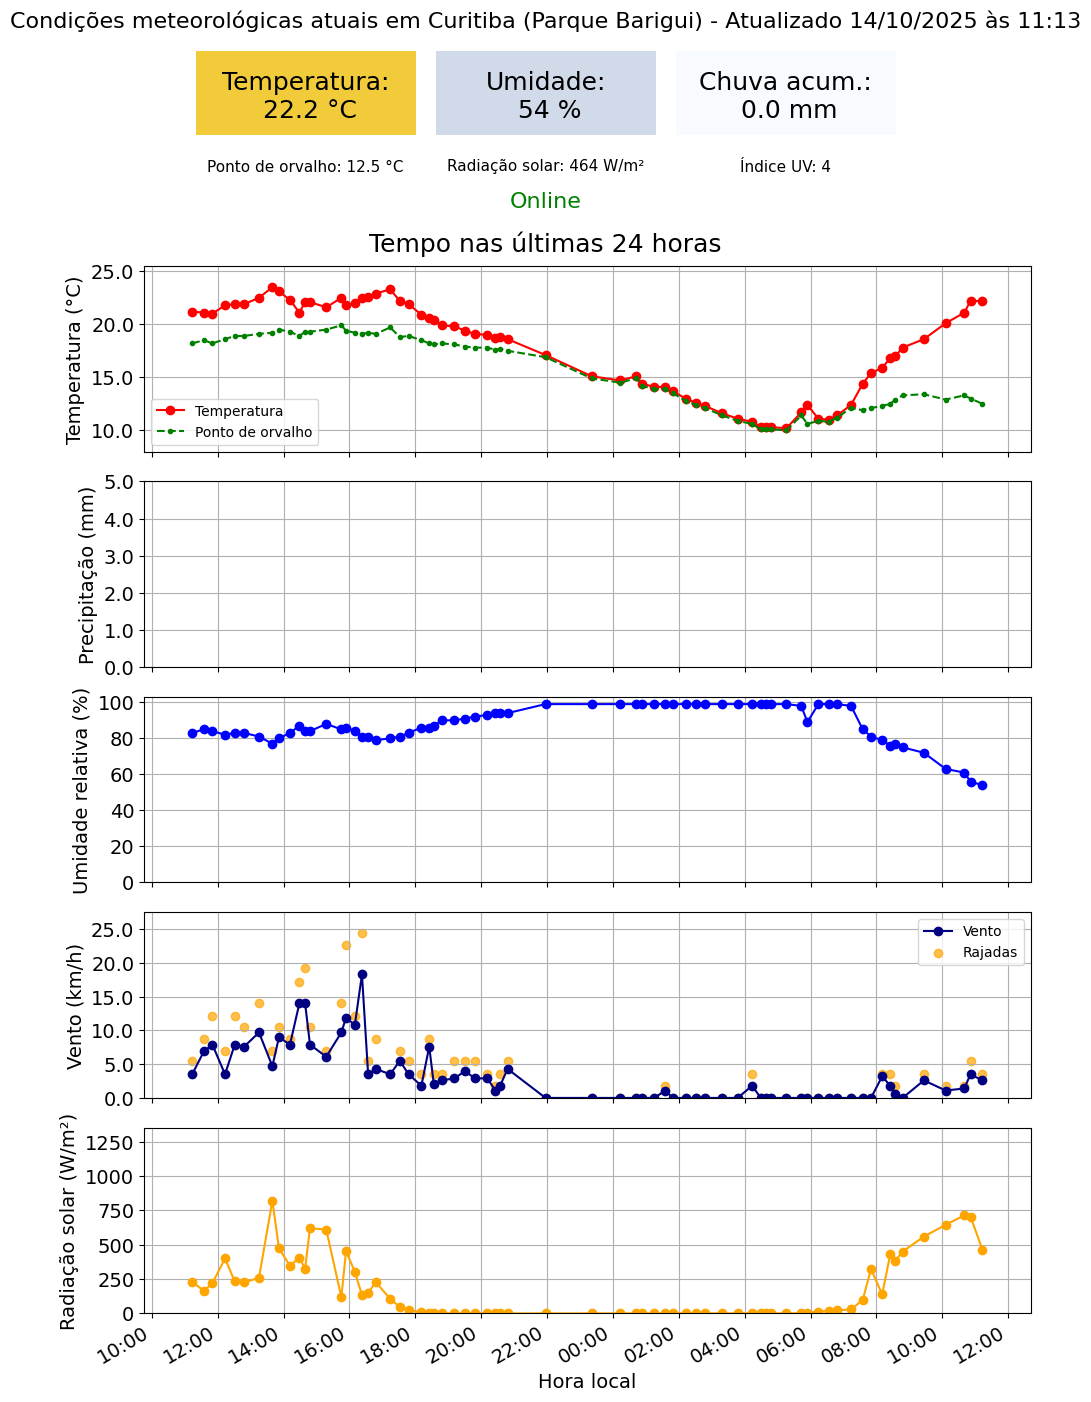 Condições meteorológicas atuais em Curitiba (Parque Barigui) - Atualizado 14/10/2025 às 11:13
Temperatura:
22.2 °C
Umidade:
54 %
Chuva acum.:
0.0 mm
Ponto de orvalho: 12.5 °C
Radiação solar: 464 W/m²
Índice UV: 4
Online
Tempo nas últimas 24 horas
Temperatura (°C)
25.0
20.0
15.0
10.0
Temperatura
Ponto de orvalho
Precipitação (mm)
5.0
4.0
3.0
2.0
1.0
0.0
Umidade relativa (%)
100
80
60
40
20
0
Vento (km/h)
25.0
20.0
15.0
10.0
5.0
0.0
Vento
Rajadas
Radiação solar (W/m²)
1250
1000
750
500
250
0
10:00
12:00
14:00
16:00
18:00
20:00
22:00
00:00
02:00
04:00
06:00
08:00
10:00
12:00
Hora local